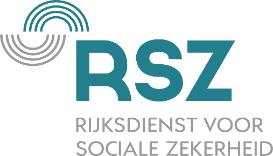 RSZ
RIJKSDIENST VOOR
SOCIALE ZEKERHEID